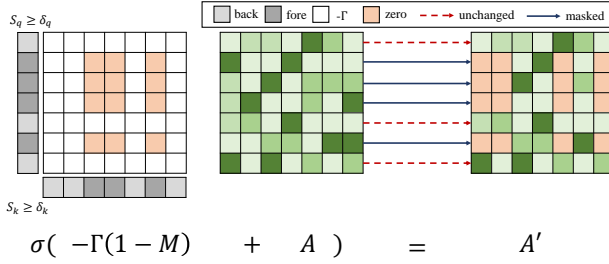 S_q ≥ δ_q
back fore -Γ zero unchanged masked
S_k ≥ δ_k
σ( -Γ(1 − M) + A ) = A′